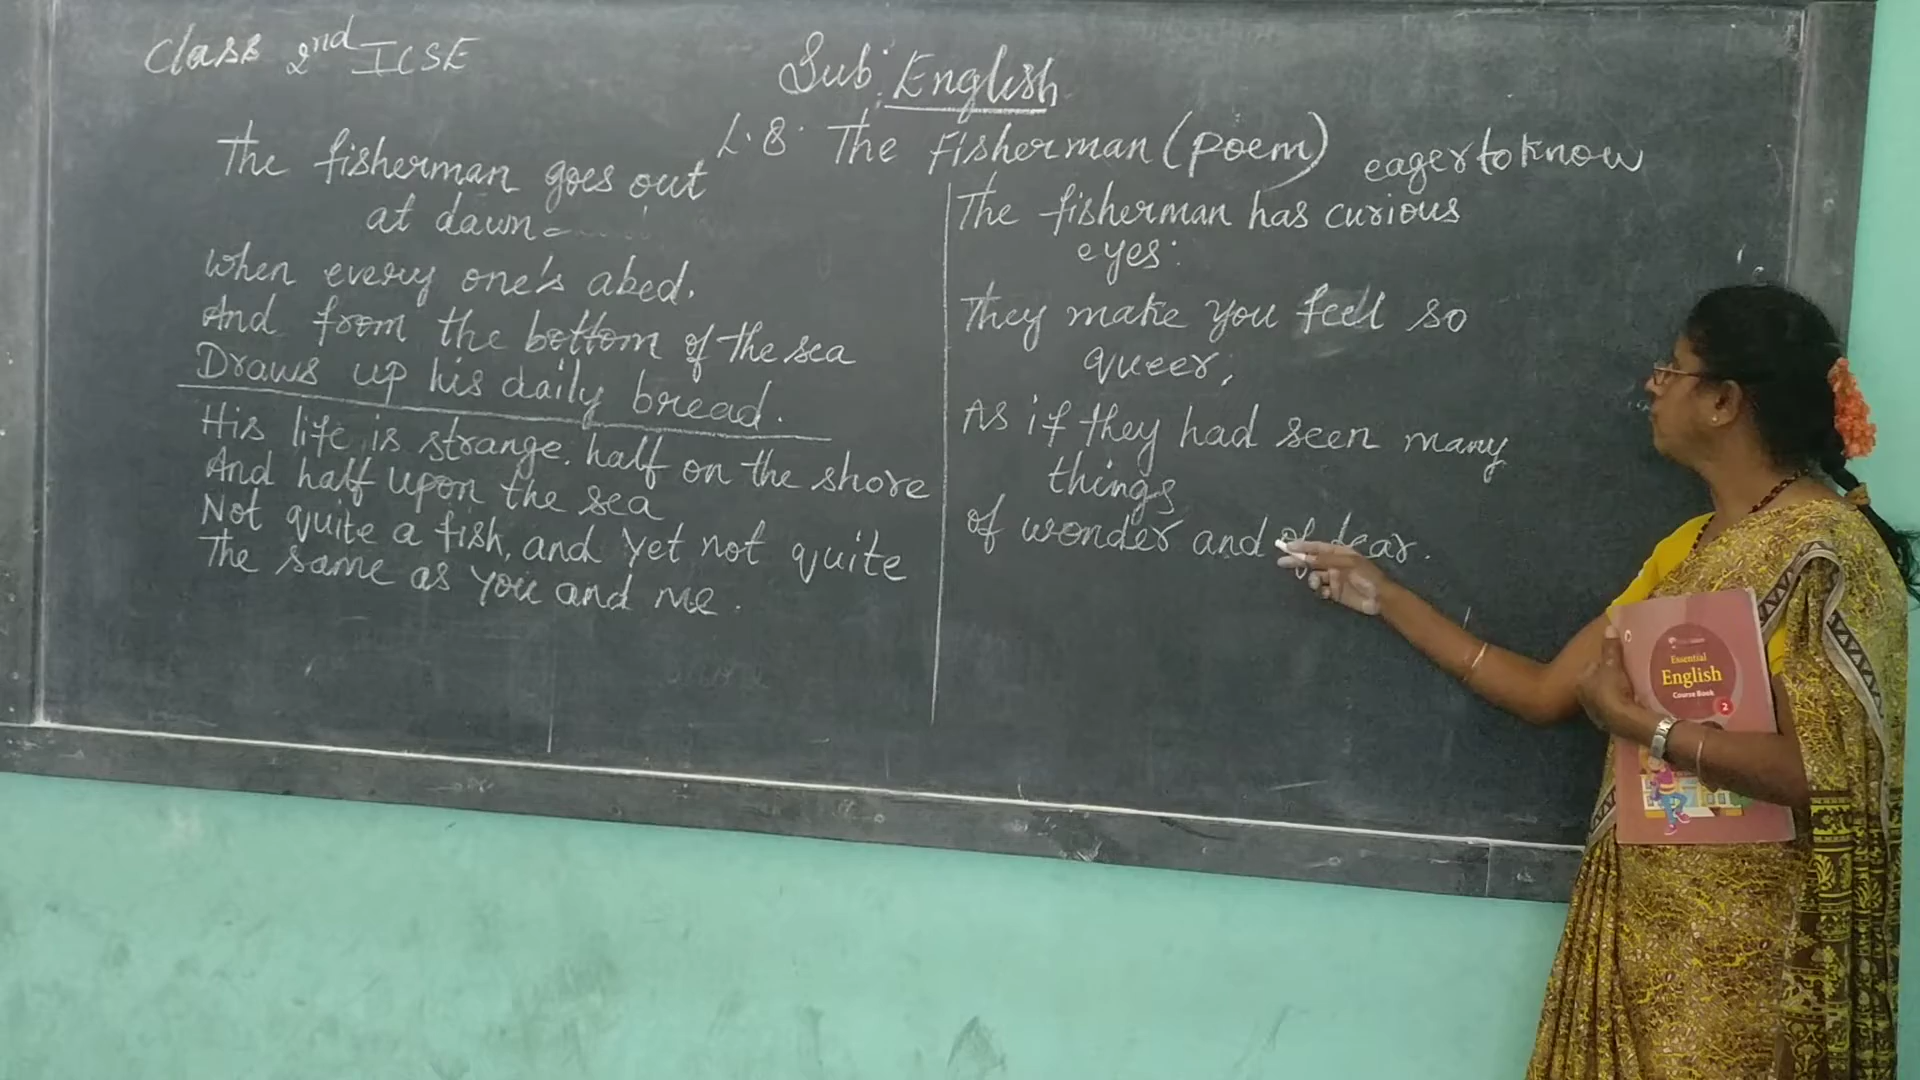 Class 2nd ICSE
Sub: English
L.8. The Fisherman (Poem)
The fisherman goes out
at dawn
When every one's abed,
And from the bottom of the sea
Draws up his daily bread.
His life is strange, half on the shore
And half upon the sea
Not quite a fish, and yet not quite
The same as you and me.
eager to know
The fisherman has curious
eyes:
They make you feel so
queer,
As if they had seen many
things
of wonder and of
Essential
English
Course Book
2